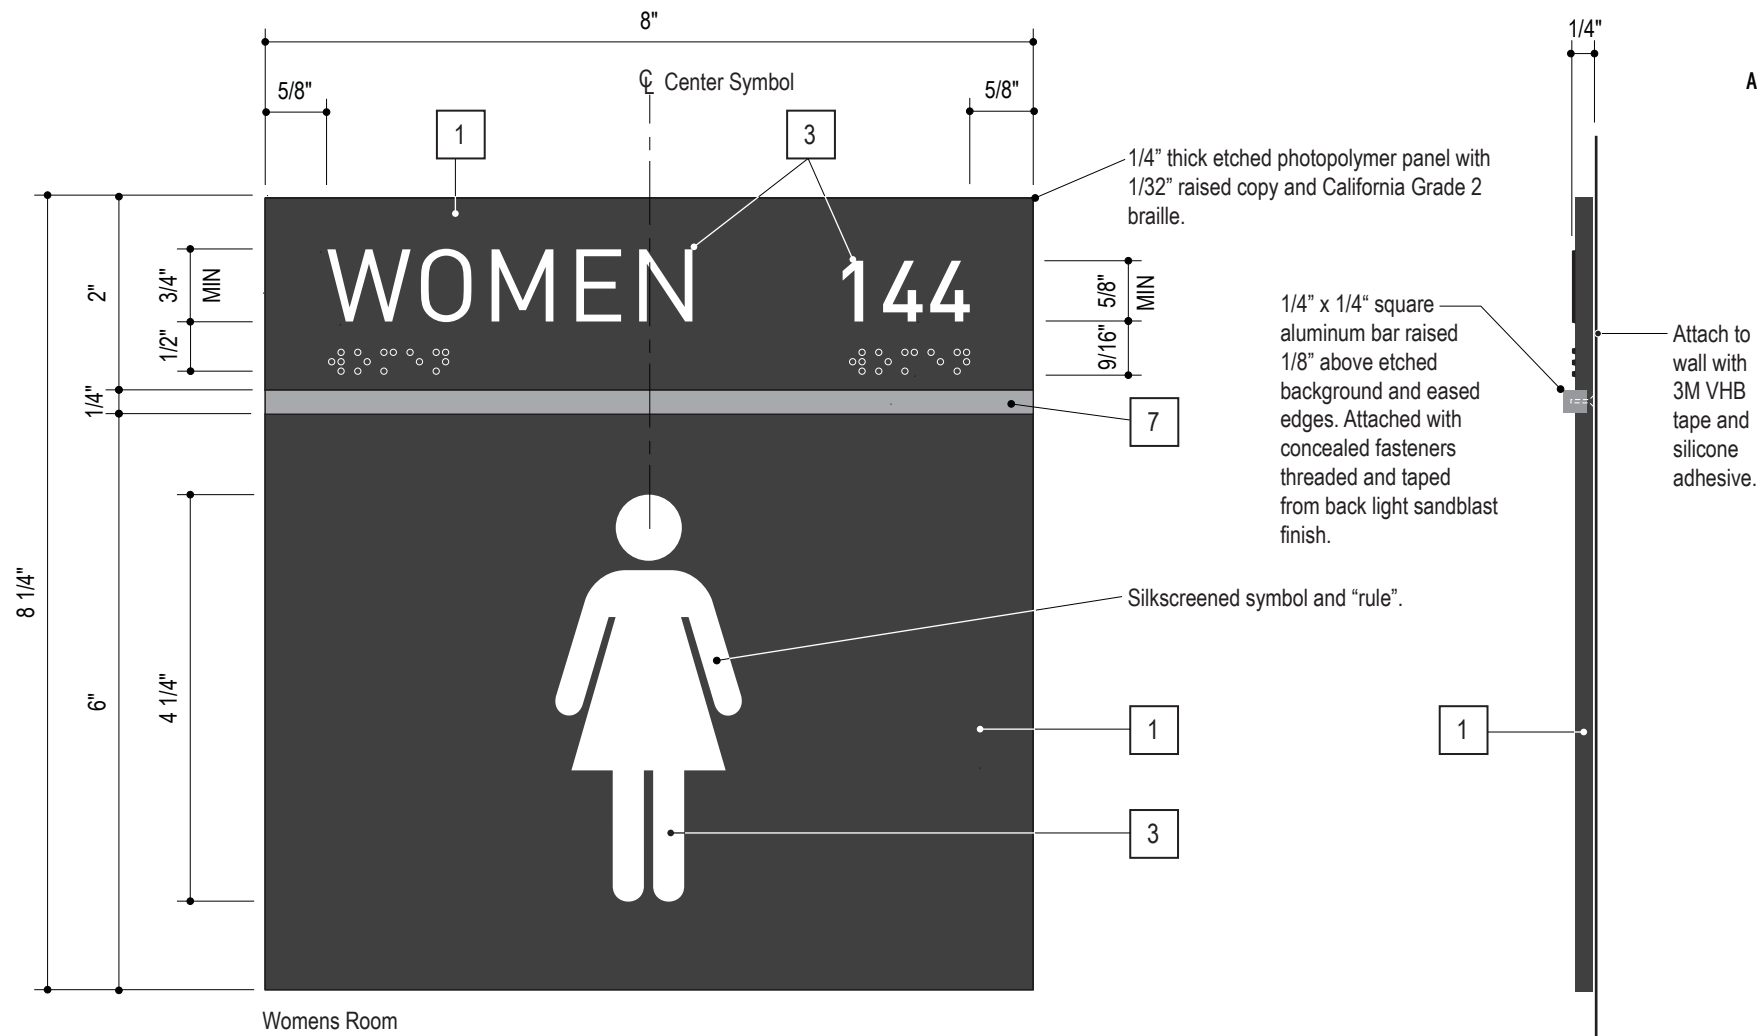 8"
1/4"
A
5/8"
℄ Center Symbol
5/8"
1
3
1/4” thick etched photopolymer panel with
1/32” raised copy and California Grade 2
braille.
WOMEN
144
2"
3/4"
MIN
1/2"
1/4"
5/8"
MIN
9/16"
7
1/4” x 1/4“ square
aluminum bar raised
1/8” above etched
background and eased
edges. Attached with
concealed fasteners
threaded and taped
from back light sandblast
finish.
Attach to
wall with
3M VHB
tape and
silicone
adhesive.
8 1/4"
6"
4 1/4"
Silkscreened symbol and “rule”.
1
1
3
Womens Room